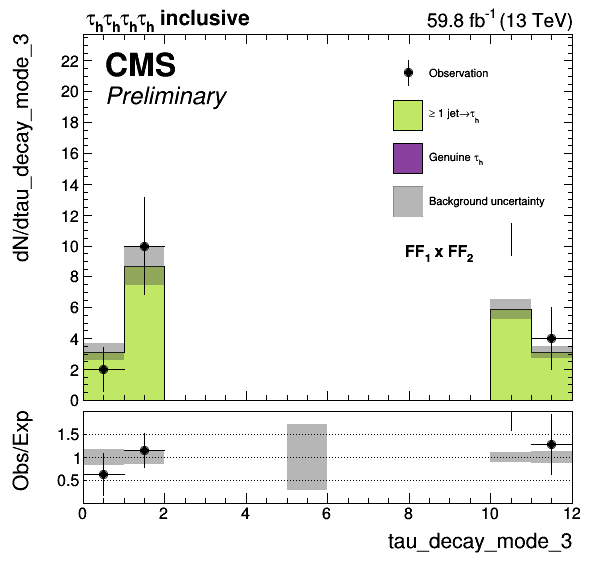 τhτhτhτh inclusive
59.8 fb-1 (13 TeV)
CMS
Preliminary
Observation
≥ 1 jet→τh
Genuine τh
Background uncertainty
FF1 x FF2
dN/dtau_decay_mode_3
22
20
18
16
14
12
10
8
6
4
2
0
Obs/Exp
1.5
1
0.5
0 2 4 6 8 10 12
tau_decay_mode_3